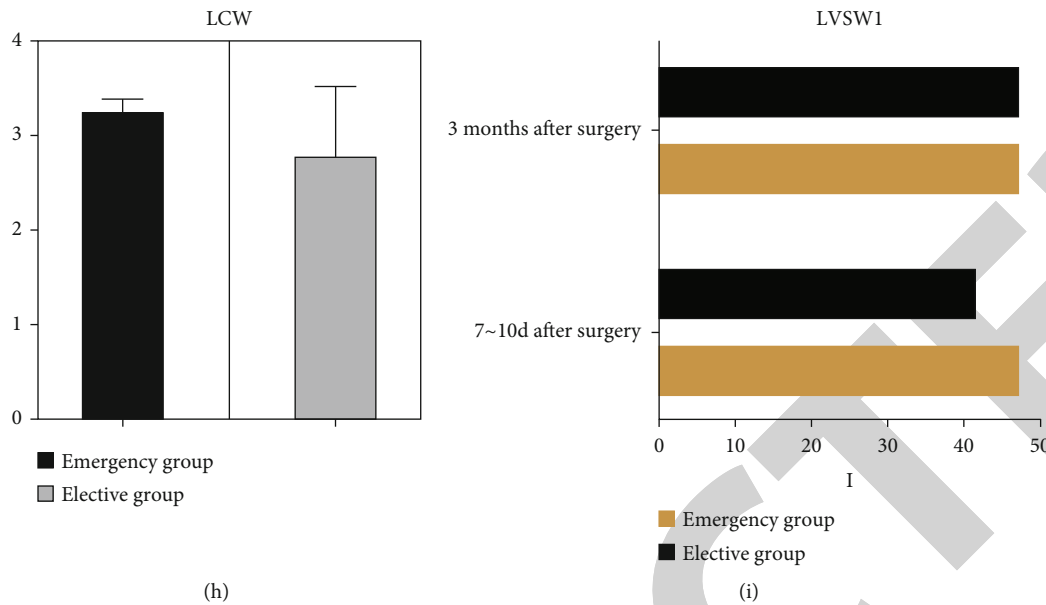 LCW
4
3
2
1
0
Emergency group
Elective group
(h)
LVSW1
3 months after surgery
7~10d after surgery
0 10 20 30 40 50
I
Emergency group
Elective group
(i)